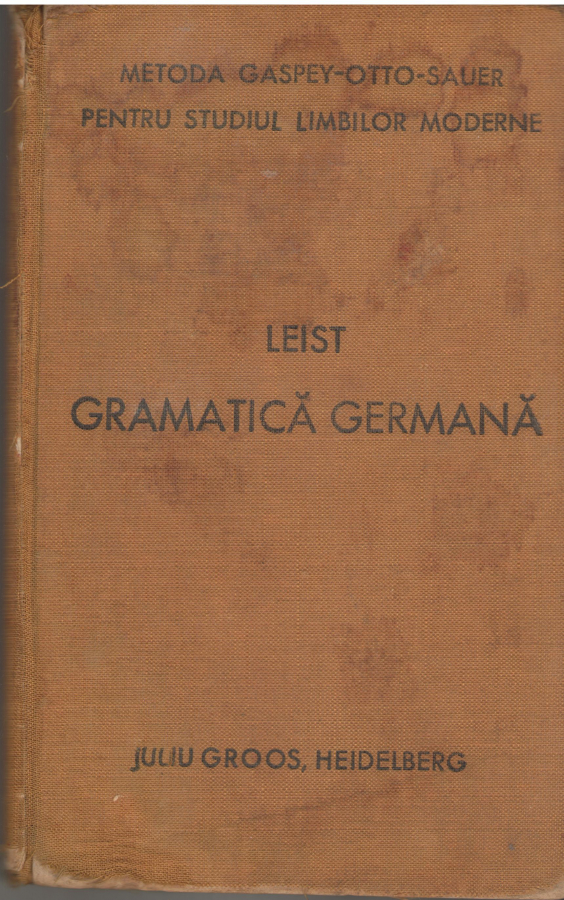 METODA GASPEY-OTTO-SAUER
PENTRU STUDIUL LIMBILOR MODERNE
LEIST
GRAMATICĂ GERMANĂ
JULIU GROOS, HEIDELBERG